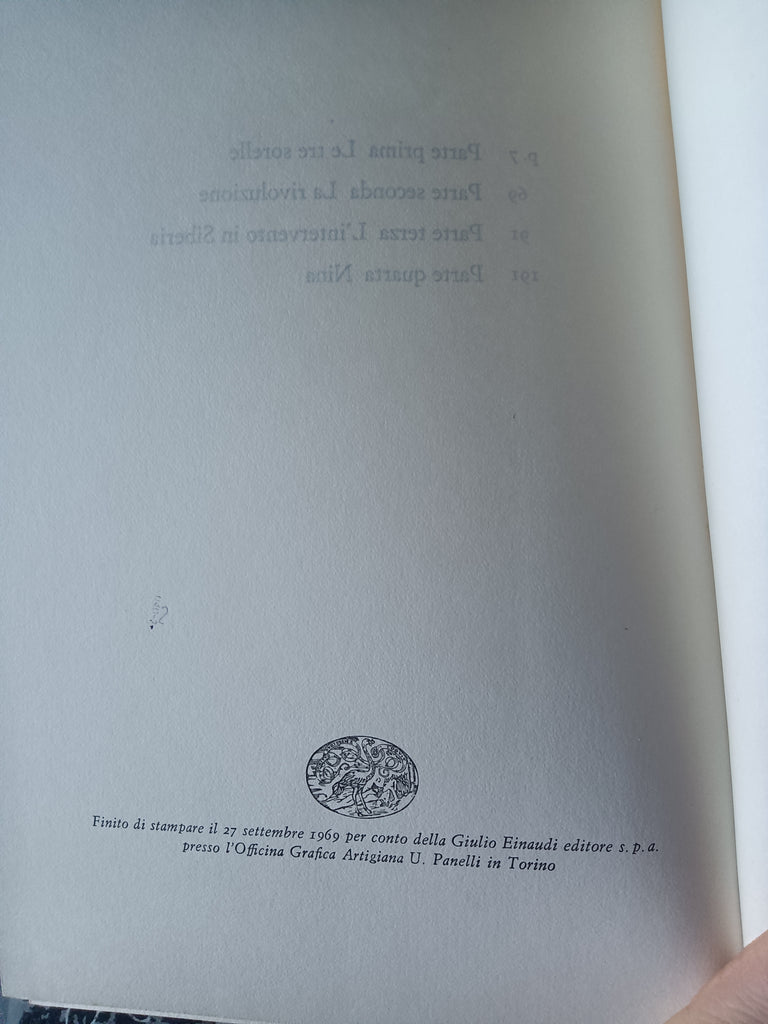 p. 7 Parte prima Le tre sorelle
69 Parte seconda La rivoluzione
91 Parte terza L'intervento in Siberia
191 Parte quarta Nina
Finito di stampare il 27 settembre 1969 per conto della Giulio Einaudi editore s. p. a.
presso l'Officina Grafica Artigiana U. Panelli in Torino